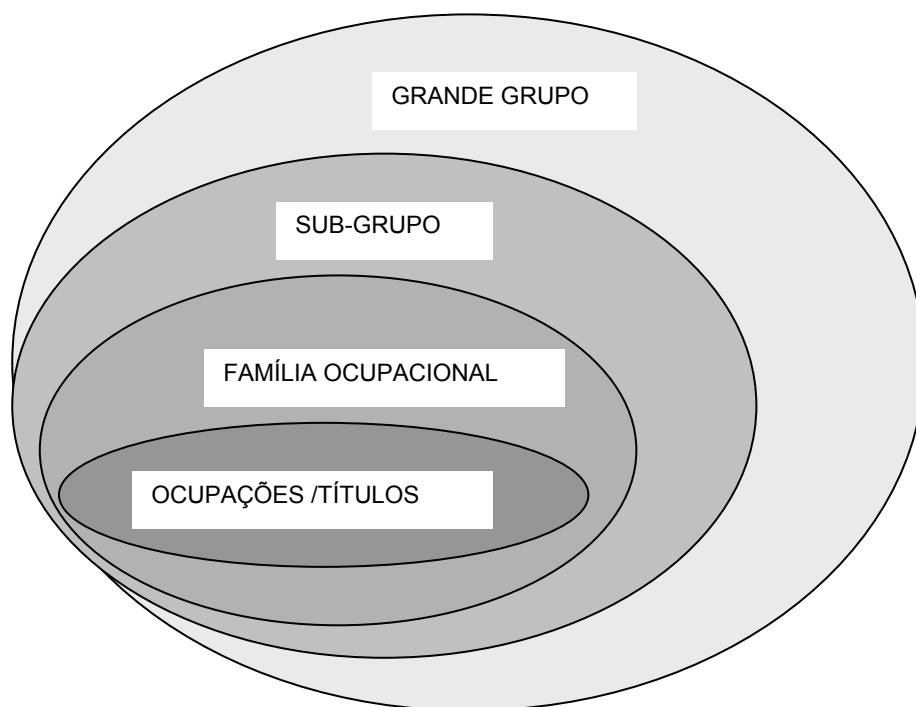 GRANDE GRUPO
SUB-GRUPO
FAMÍLIA OCUPACIONAL
OCUPAÇÕES /TÍTULOS